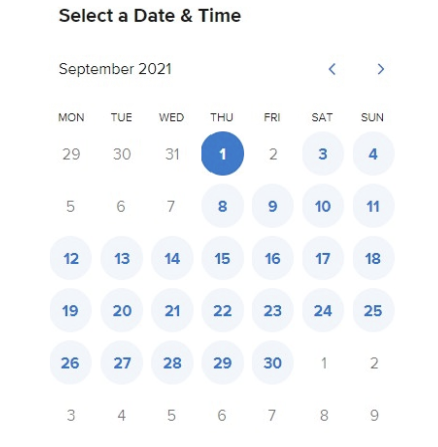 Select a Date & Time
September 2021
MON TUE WED THU FRI SAT SUN
29 30 31 1 2 3 4
5 6 7 8 9 10 11
12 13 14 15 16 17 18
19 20 21 22 23 24 25
26 27 28 29 30 1 2
3 4 5 6 7 8 9